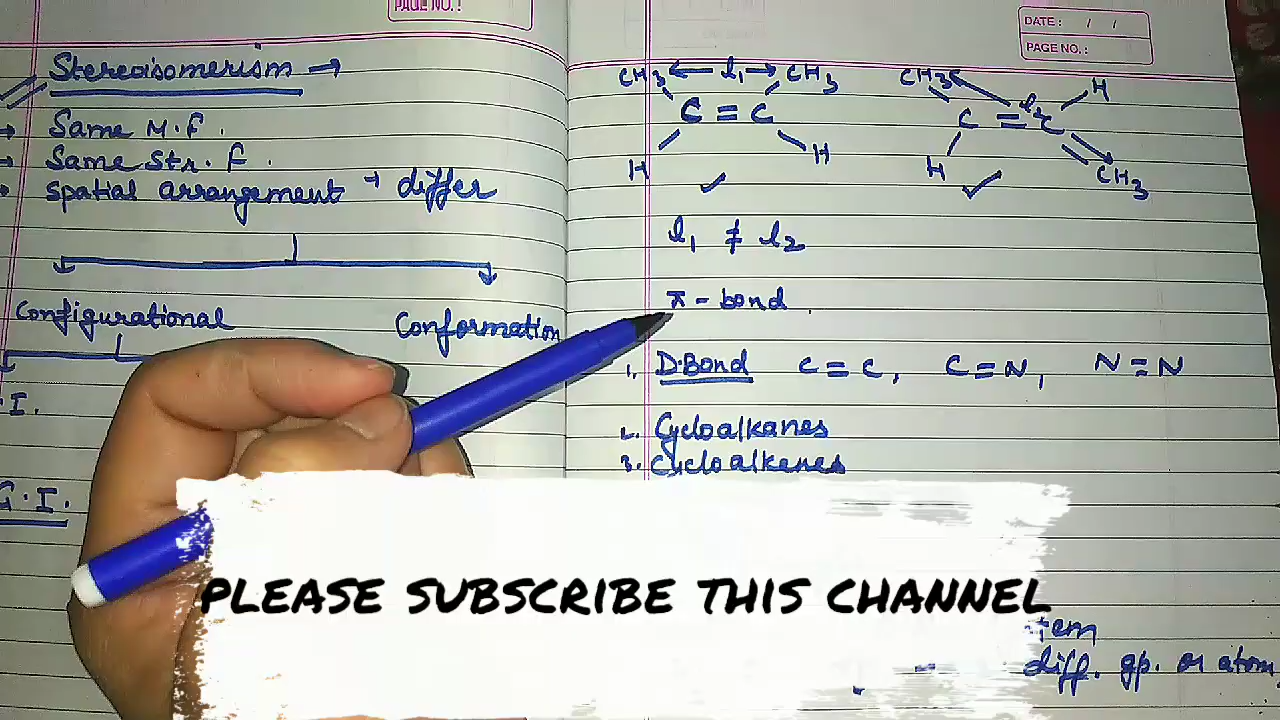 PAGE NO.:
Stereoisomerism →
→ Same M.F.
→ Same Str. F.
→ spatial arrangement → differ
Configurational
Conformation
.I.
G.I.
DATE: / /
PAGE NO.:
CH3 ← l1 → CH3
C = C
H H
✓
CH3 H
l2
C = C
H CH3
✓
l1 ≠ l2
π - bond
1. D.Bond C = C, C = N, N = N
2. Cycloalkanes
3. Cycloalkenes
PLEASE SUBSCRIBE THIS CHANNEL
diff. gp. or atom